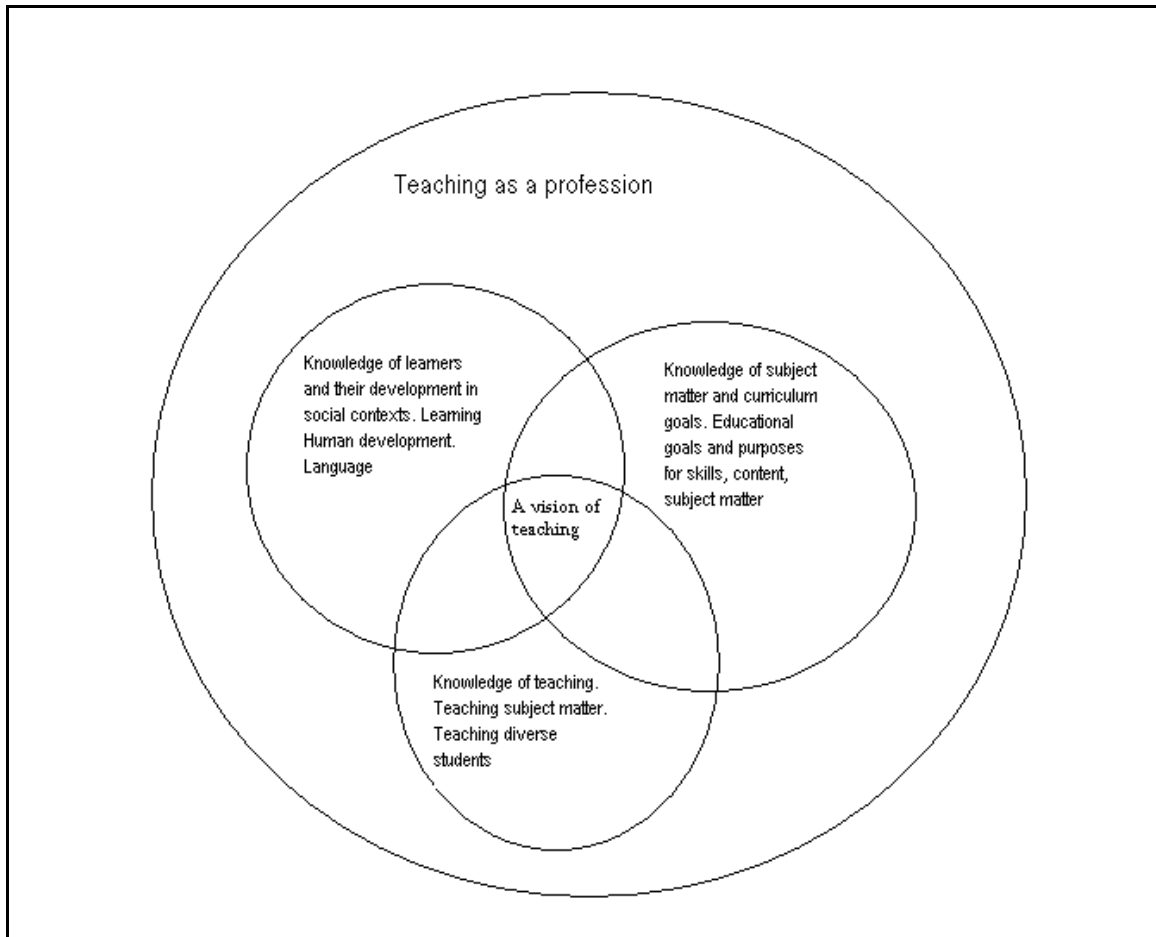 Teaching as a profession
Knowledge of learners
and their development in
social contexts. Learning
Human development.
Language
Knowledge of subject
matter and curriculum
goals. Educational
goals and purposes
for skills, content,
subject matter
A vision of
teaching
Knowledge of teaching.
Teaching subject matter.
Teaching diverse
students